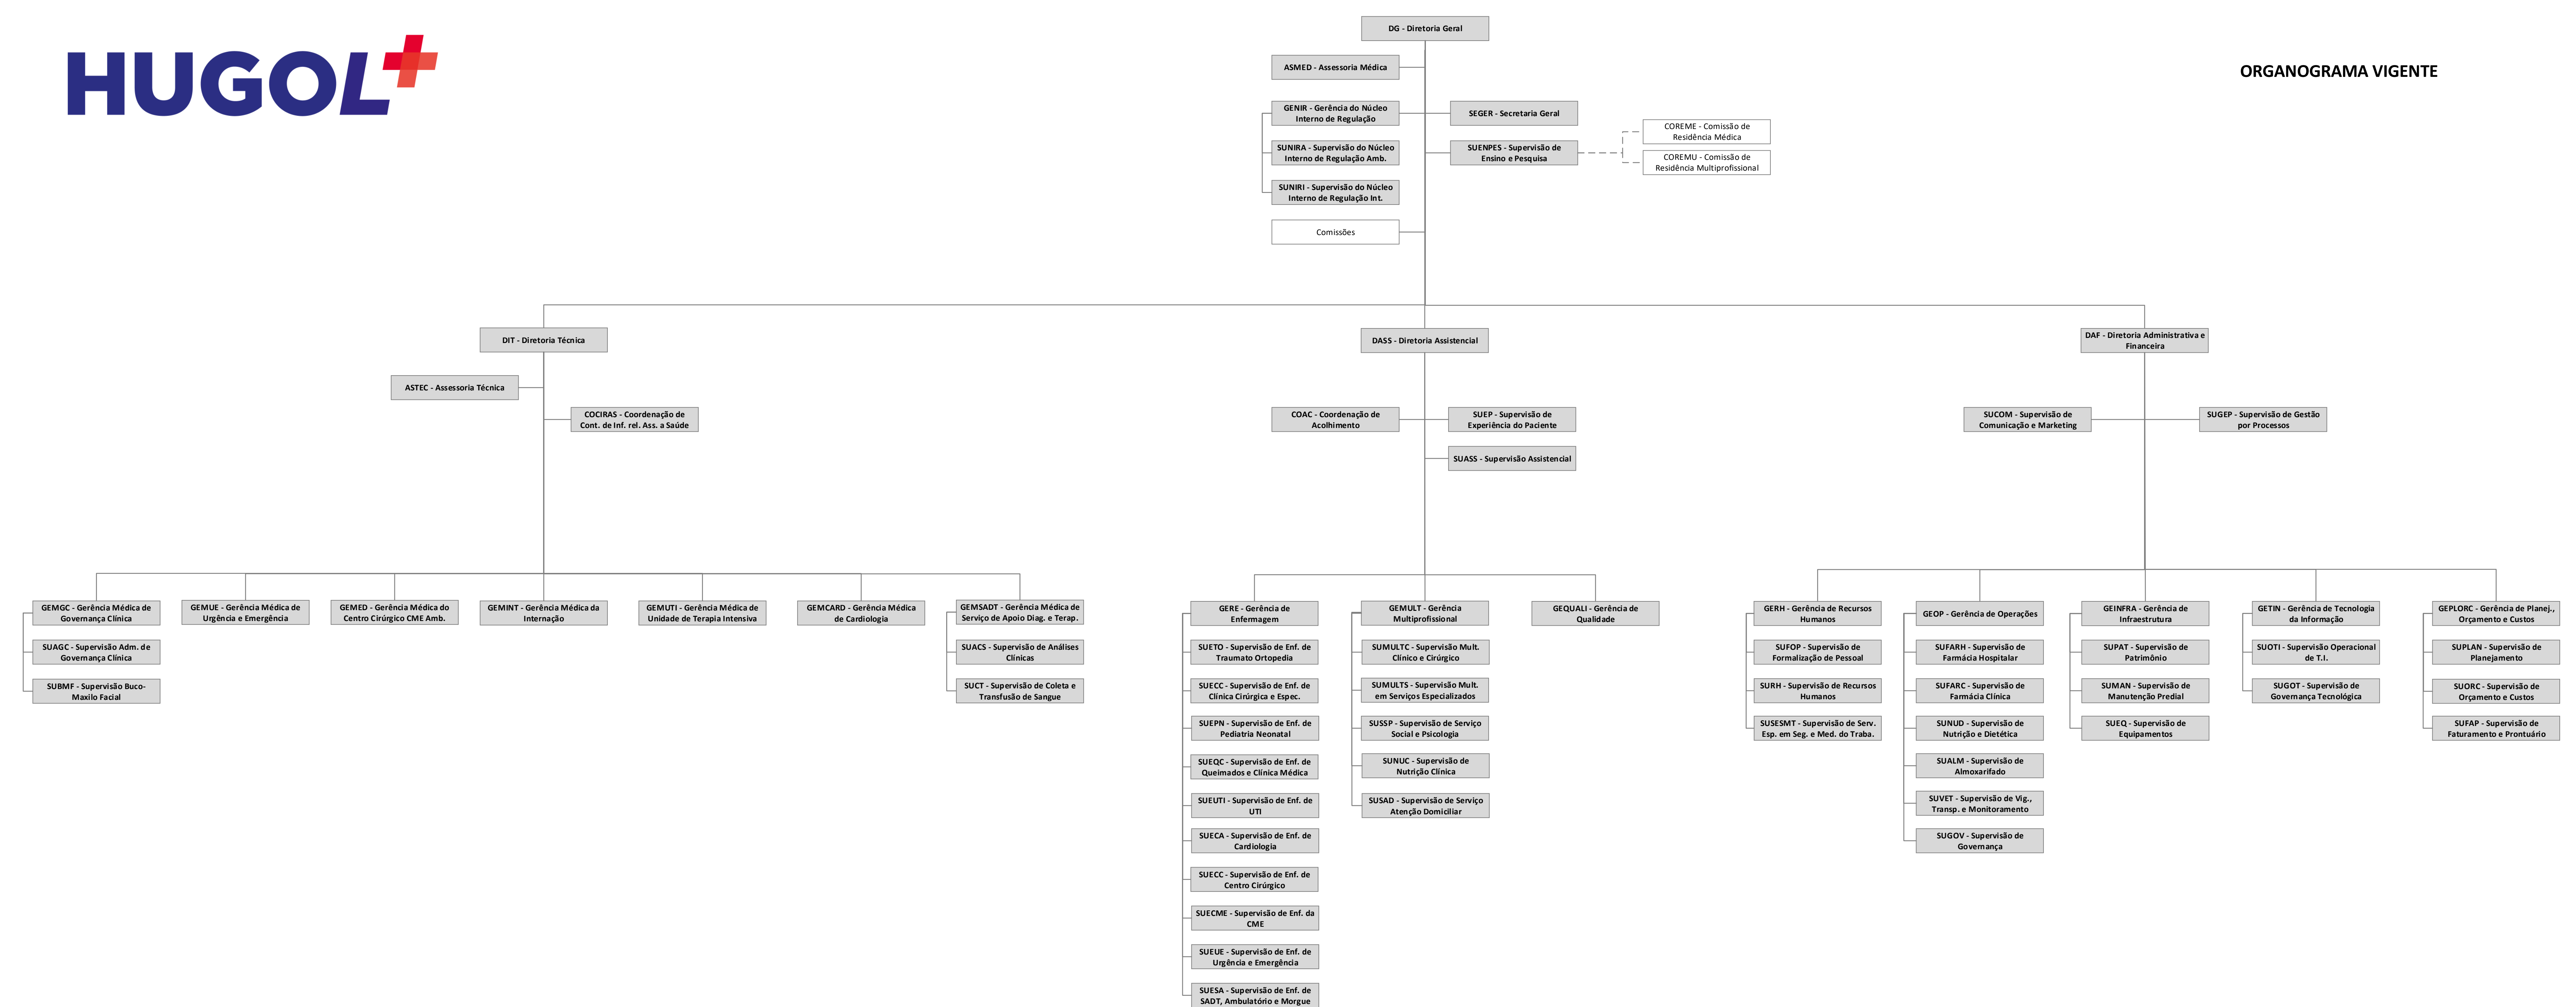 HUGOL
ORGANOGRAMA VIGENTE
DG - Diretoria Geral
ASMED - Assessoria Médica
GENIR - Gerência do Núcleo
Interno de Regulação
SEGER - Secretaria Geral
SUNIRA - Supervisão do Núcleo
Interno de Regulação Amb.
SUENPES - Supervisão de
Ensino e Pesquisa
COREME - Comissão de
Residência Médica
COREMU - Comissão de
Residência Multiprofissional
SUNIRI - Supervisão do Núcleo
Interno de Regulação Int.
Comissões
DIT - Diretoria Técnica
ASTEC - Assessoria Técnica
COCIRAS - Coordenação de
Cont. de Inf. rel. Ass. a Saúde
DASS - Diretoria Assistencial
COAC - Coordenação de
Acolhimento
SUEP - Supervisão de
Experiência do Paciente
SUASS - Supervisão Assistencial
DAF - Diretoria Administrativa e
Financeira
SUCOM - Supervisão de
Comunicação e Marketing
SUGEP - Supervisão de Gestão
por Processos
GEMGC - Gerência Médica de
Governança Clínica
SUAGC - Supervisão Adm. de
Governança Clínica
SUBMF - Supervisão Buco-
Maxilo Facial
GEMUE - Gerência Médica de
Urgência e Emergência
GEMED - Gerência Médica do
Centro Cirúrgico CME Amb.
GEMINT - Gerência Médica da
Internação
GEMUTI - Gerência Médica de
Unidade de Terapia Intensiva
GEMCARD - Gerência Médica
de Cardiologia
GEMSADT - Gerência Médica de
Serviço de Apoio Diag. e Terap.
SUACS - Supervisão de Análises
Clínicas
SUCT - Supervisão de Coleta e
Transfusão de Sangue
GERE - Gerência de
Enfermagem
SUETO - Supervisão de Enf. de
Traumato Ortopedia
SUECC - Supervisão de Enf. de
Clínica Cirúrgica e Espec.
SUEPN - Supervisão de Enf. de
Pediatria Neonatal
SUEQC - Supervisão de Enf. de
Queimados e Clínica Médica
SUEUTI - Supervisão de Enf. de
UTI
SUECA - Supervisão de Enf. de
Cardiologia
SUECC - Supervisão de Enf. de
Centro Cirúrgico
SUECME - Supervisão de Enf. da
CME
SUEUE - Supervisão de Enf. de
Urgência e Emergência
SUESA - Supervisão de Enf. de
SADT, Ambulatório e Morgue
GEMULT - Gerência
Multiprofissional
SUMULTC - Supervisão Mult.
Clínico e Cirúrgico
SUMULTS - Supervisão Mult.
em Serviços Especializados
SUSSP - Supervisão de Serviço
Social e Psicologia
SUNUC - Supervisão de
Nutrição Clínica
SUSAD - Supervisão de Serviço
Atenção Domiciliar
GEQUALI - Gerência de
Qualidade
GERH - Gerência de Recursos
Humanos
SUFOP - Supervisão de
Formalização de Pessoal
SURH - Supervisão de Recursos
Humanos
SUSESMT - Supervisão de Serv.
Esp. em Seg. e Med. do Traba.
GEOP - Gerência de Operações
SUFARH - Supervisão de
Farmácia Hospitalar
SUFARC - Supervisão de
Farmácia Clínica
SUNUD - Supervisão de
Nutrição e Dietética
SUALM - Supervisão de
Almoxarifado
SUVET - Supervisão de Vig.,
Transp. e Monitoramento
SUGOV - Supervisão de
Governança
GEINFRA - Gerência de
Infraestrutura
SUPAT - Supervisão de
Patrimônio
SUMAN - Supervisão de
Manutenção Predial
SUEQ - Supervisão de
Equipamentos
GETIN - Gerência de Tecnologia
da Informação
SUOTI - Supervisão Operacional
de T.I.
SUGOT - Supervisão de
Governança Tecnológica
GEPLORC - Gerência de Planej.,
Orçamento e Custos
SUPLAN - Supervisão de
Planejamento
SUORC - Supervisão de
Orçamento e Custos
SUFAP - Supervisão de
Faturamento e Prontuário